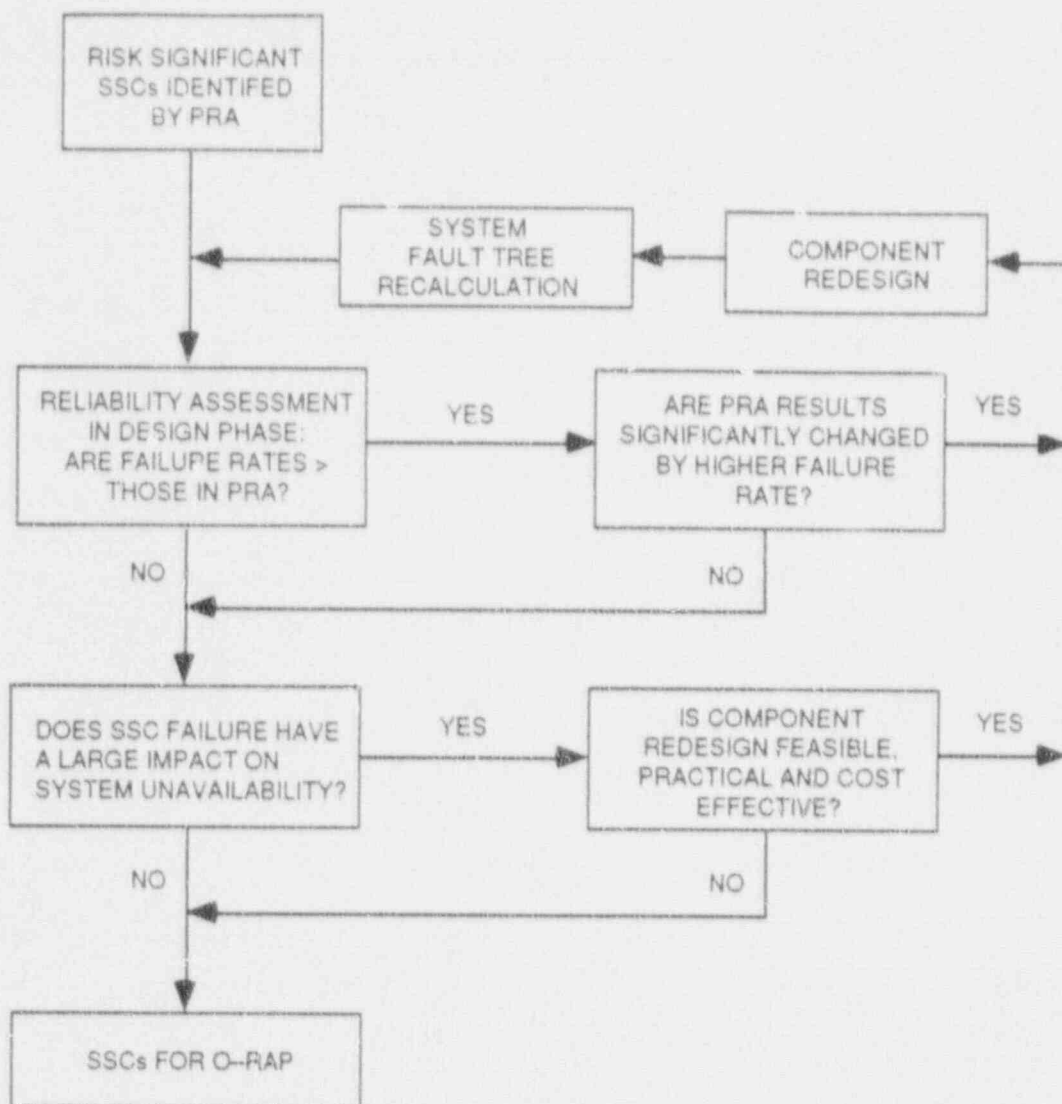 RISK SIGNIFICANT
SSCs IDENTIFED
BY PRA
SYSTEM
FAULT TREE
RECALCULATION
COMPONENT
REDESIGN
RELIABILITY ASSESSMENT
IN DESIGN PHASE:
ARE FAILUPE RATES >
THOSE IN PRA?
YES
ARE PRA RESULTS
SIGNIFICANTLY CHANGED
BY HIGHER FAILURE
RATE?
YES
NO
NO
DOES SSC FAILURE HAVE
A LARGE IMPACT ON
SYSTEM UNAVAILABILITY?
YES
IS COMPONENT
REDESIGN FEASIBLE,
PRACTICAL AND COST
EFFECTIVE?
YES
NO
NO
SSCs FOR O--RAP